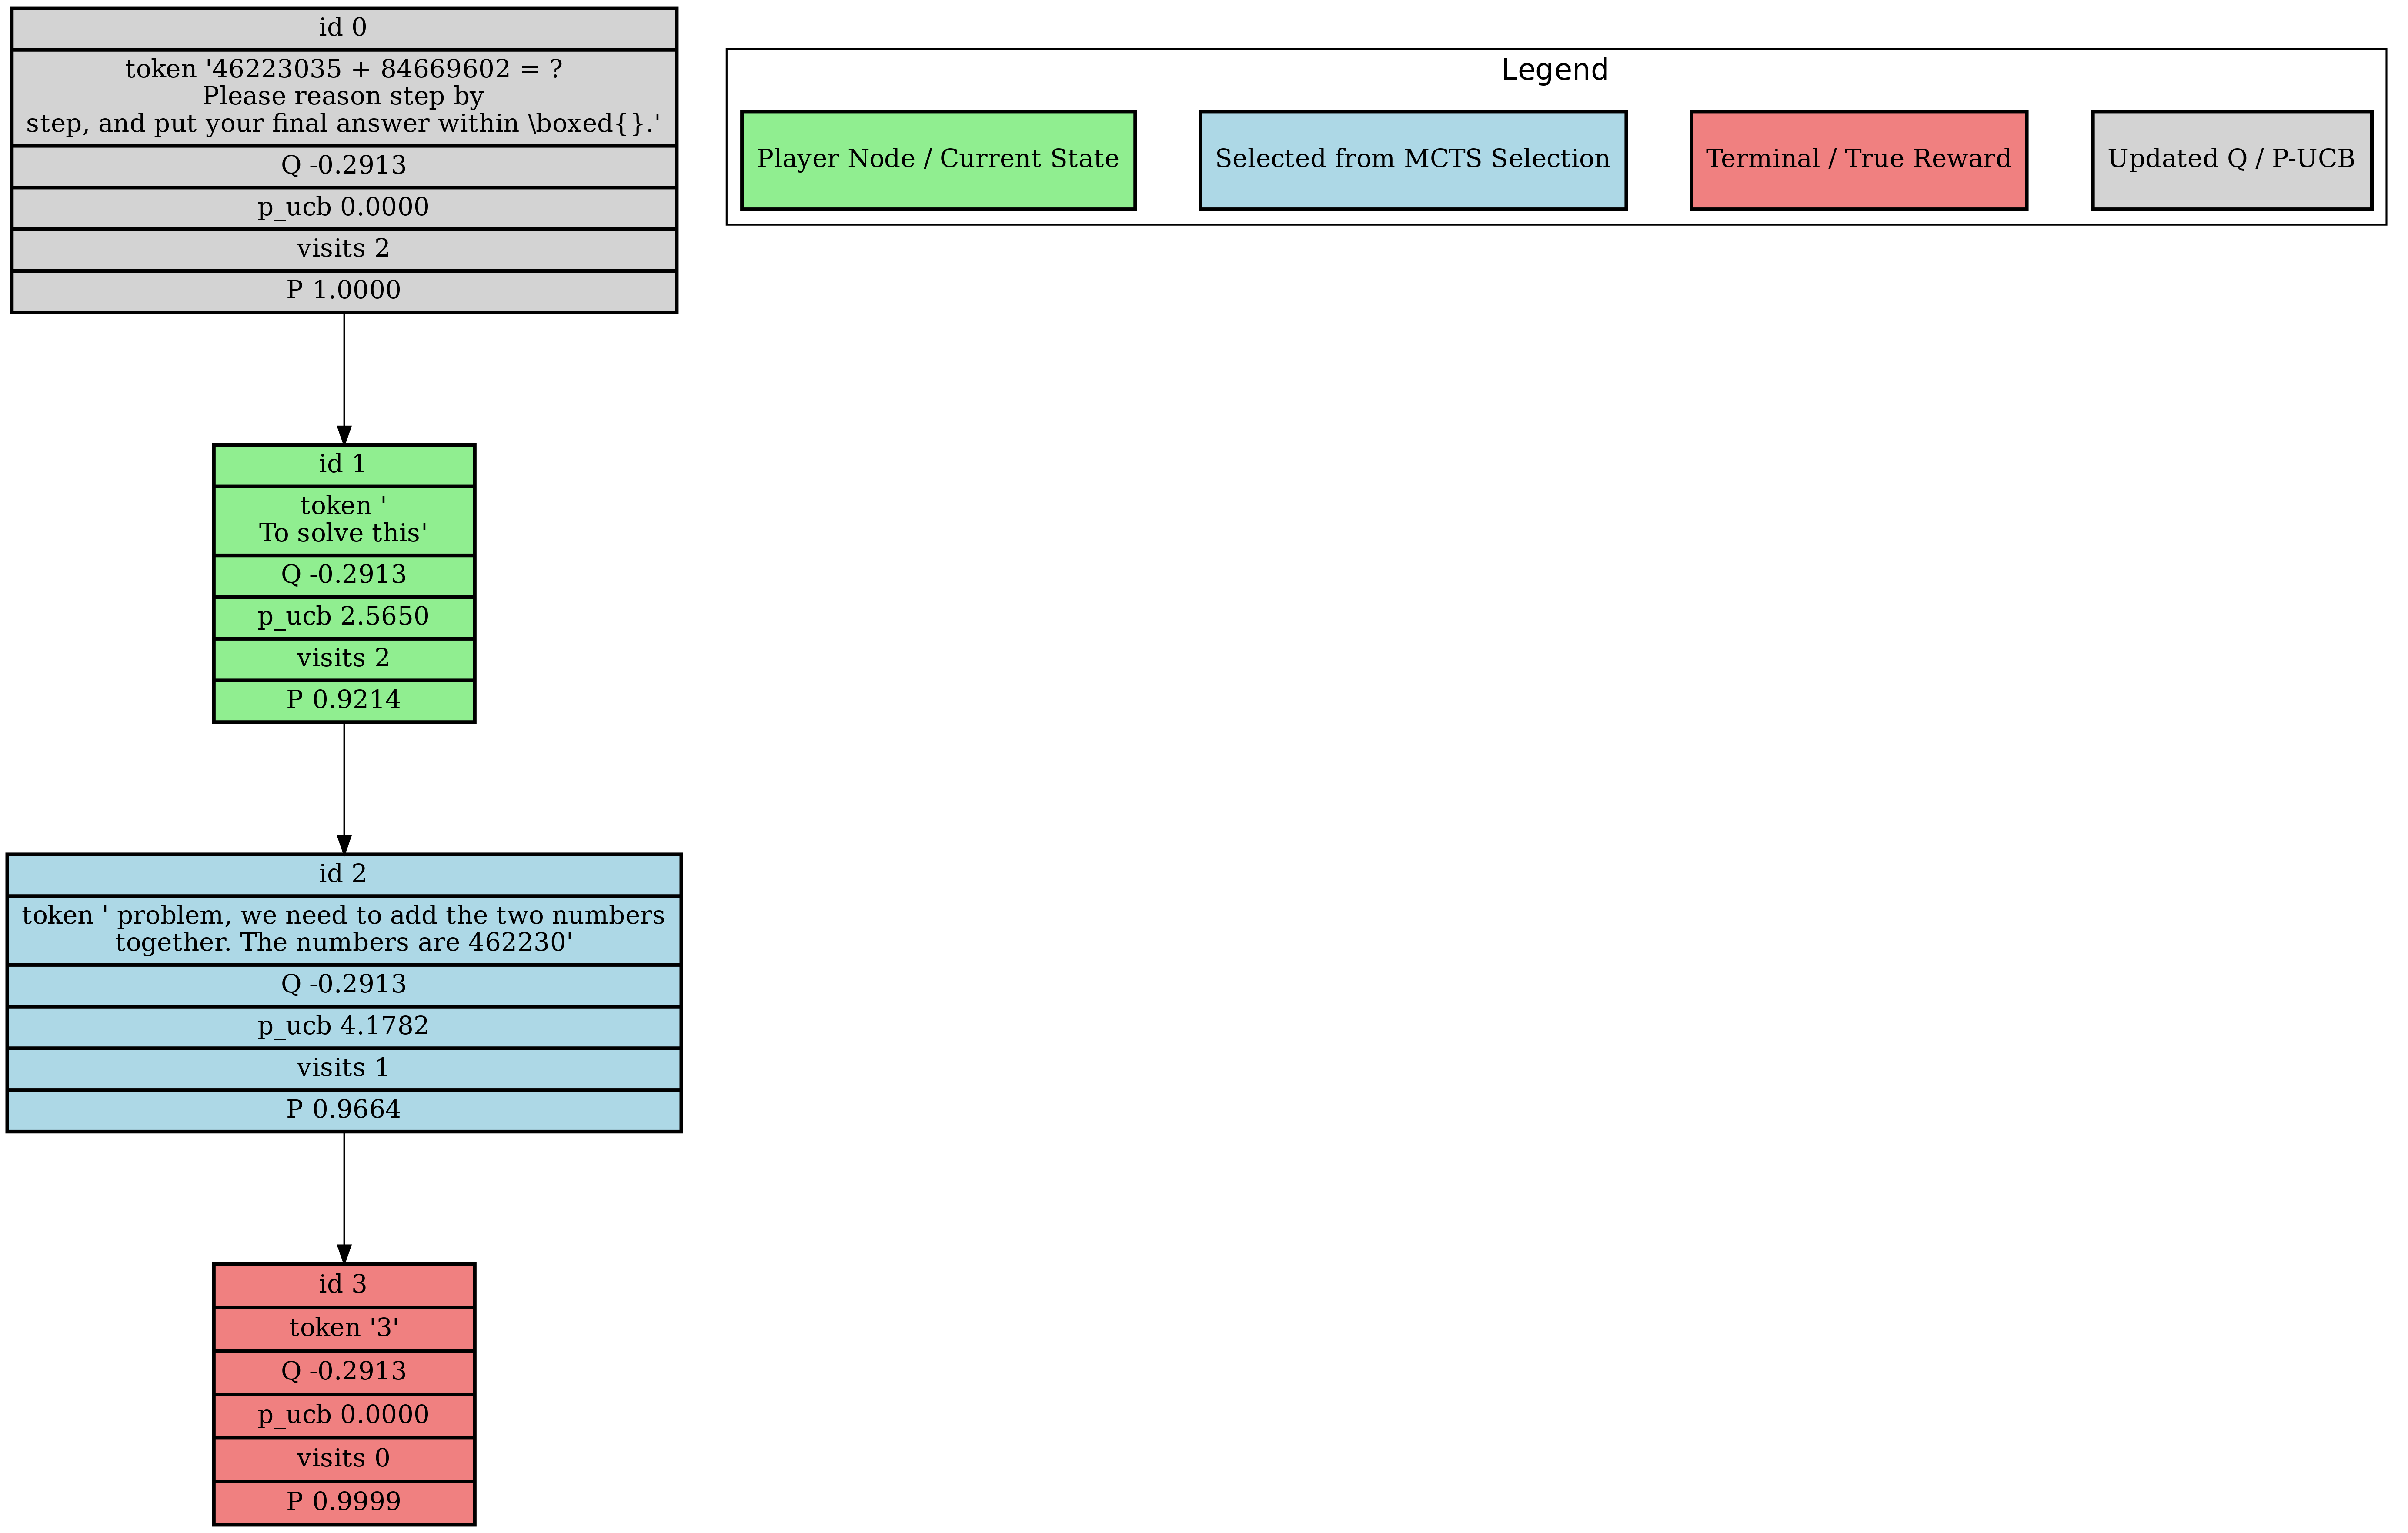 id 0
token '46223035 + 84669602 = ?
Please reason step by
step, and put your final answer within \boxed{}.'
Q -0.2913
p_ucb 0.0000
visits 2
P 1.0000
Legend
Player Node / Current State
Selected from MCTS Selection
Terminal / True Reward
Updated Q / P-UCB
id 1
token '
To solve this'
Q -0.2913
p_ucb 2.5650
visits 2
P 0.9214
id 2
token ' problem, we need to add the two numbers
together. The numbers are 462230'
Q -0.2913
p_ucb 4.1782
visits 1
P 0.9664
id 3
token '3'
Q -0.2913
p_ucb 0.0000
visits 0
P 0.9999